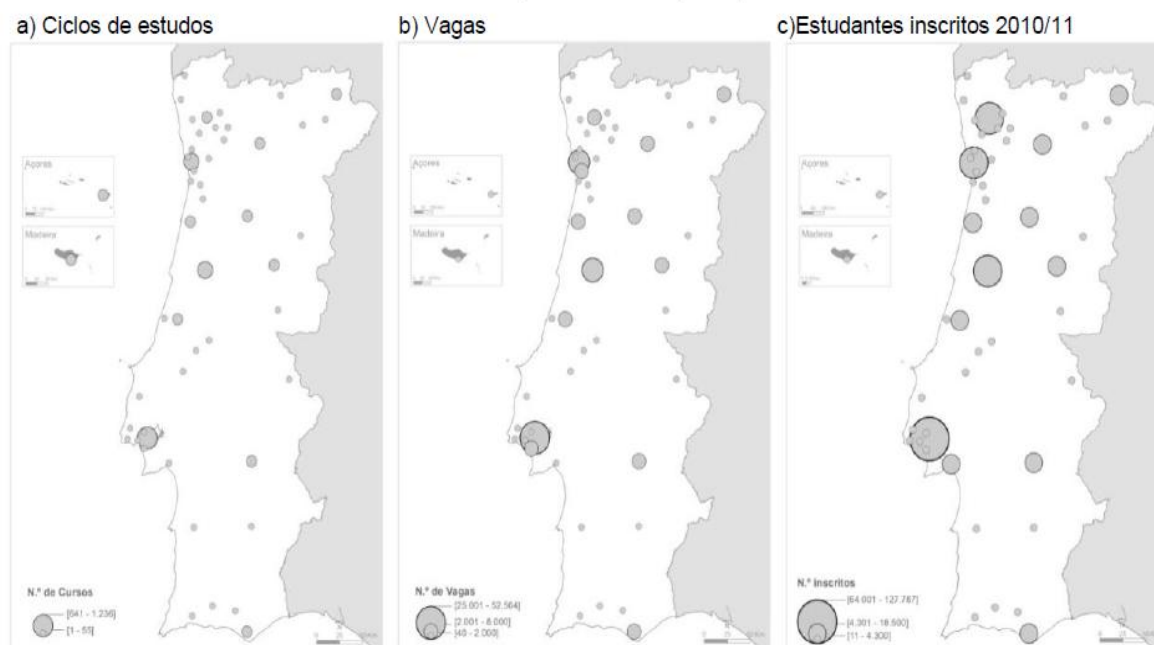 a) Ciclos de estudos
b) Vagas
c)Estudantes inscritos 2010/11
Açores
Madeira
Açores
Madeira
Açores
Madeira
N.º de Cursos
[641 - 1.236]
[1 - 55]
N.º de Vagas
[25.001 - 52.564]
[2.001 - 8.000]
[40 - 2.000]
N.º Inscritos
[64.001 - 127.787]
[4.301 - 18.500]
[11 - 4.300]